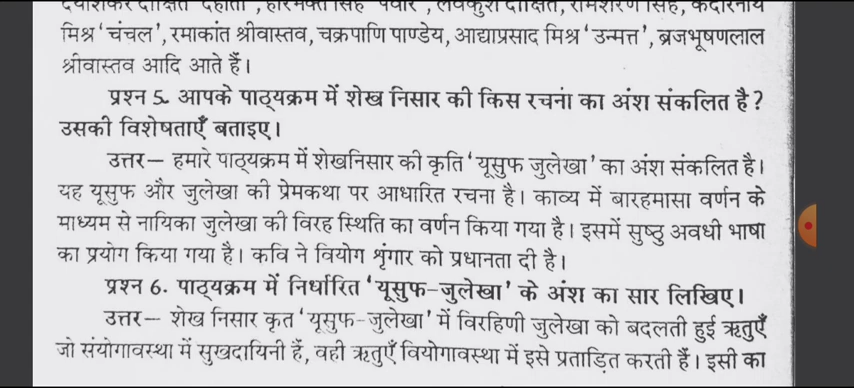 दयाशंकर दीक्षित 'देहाती', हरिभक्त सिंह 'पंवार', लवकुश दीक्षित, रामशरण सिंह, केदारनाथ
मिश्र 'चंचल', रमाकांत श्रीवास्तव, चक्रपाणि पाण्डेय, आद्याप्रसाद मिश्र 'उन्मत्त', ब्रजभूषणलाल
श्रीवास्तव आदि आते हैं।
प्रश्न 5. आपके पाठ्यक्रम में शेख निसार की किस रचना का अंश संकलित है?
उसकी विशेषताएँ बताइए।
उत्तर– हमारे पाठ्यक्रम में शेखनिसार की कृति 'यूसुफ जुलेखा' का अंश संकलित है।
यह यूसुफ और जुलेखा की प्रेमकथा पर आधारित रचना है। काव्य में बारहमासा वर्णन के
माध्यम से नायिका जुलेखा की विरह स्थिति का वर्णन किया गया है। इसमें सुष्ठु अवधी भाषा
का प्रयोग किया गया है। कवि ने वियोग शृंगार को प्रधानता दी है।
प्रश्न 6. पाठ्यक्रम में निर्धारित 'यूसुफ-जुलेखा' के अंश का सार लिखिए।
उत्तर– शेख निसार कृत 'यूसुफ-जुलेखा' में विरहिणी जुलेखा को बदलती हुई ऋतुएँ
जो संयोगावस्था में सुखदायिनी हैं, वही ऋतुएँ वियोगावस्था में इसे प्रताड़ित करती हैं। इसी का